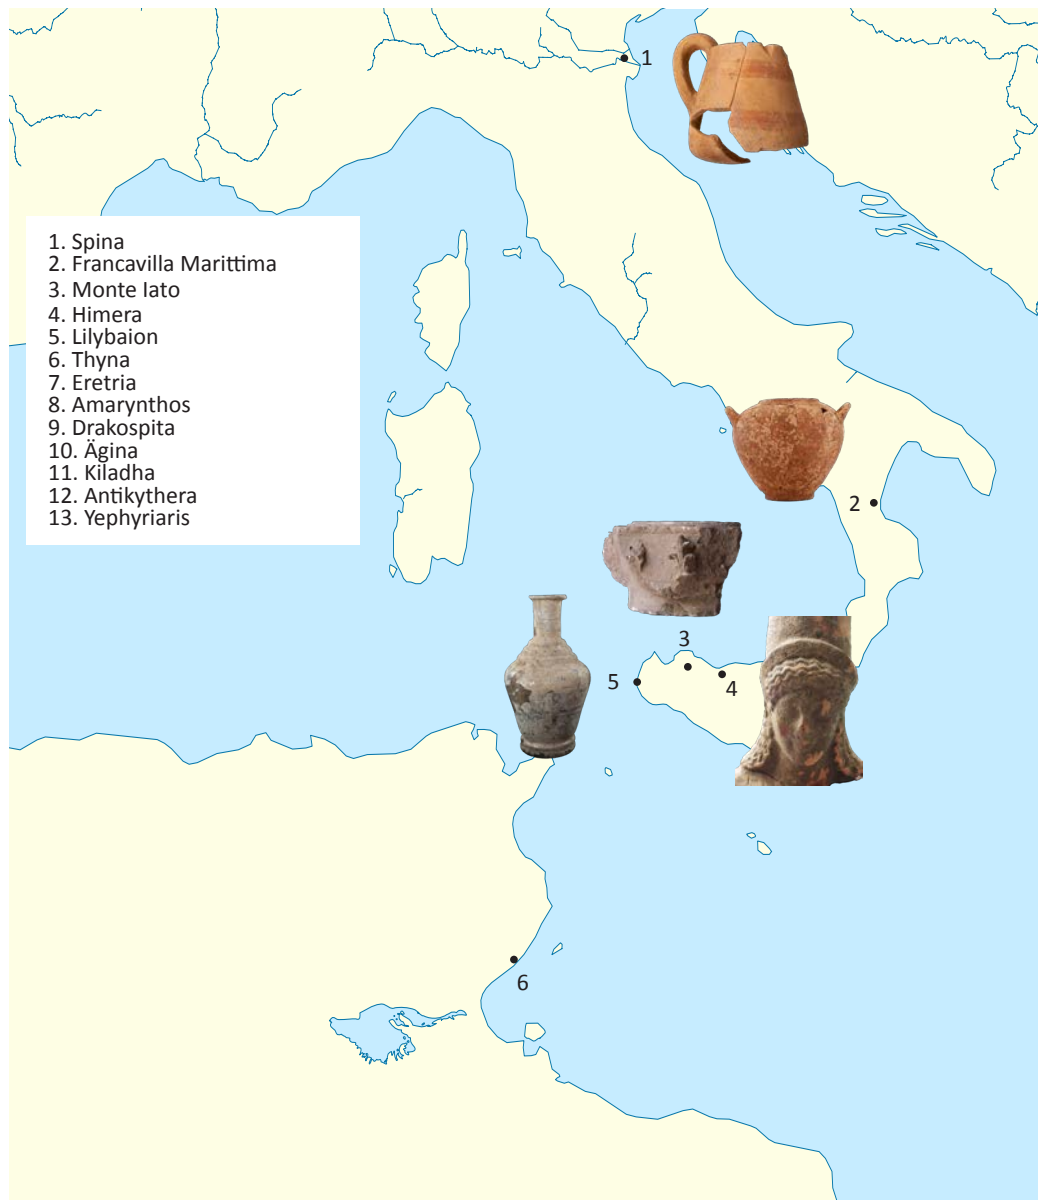 1
1. Spina
2. Francavilla Marittima
3. Monte Iato
4. Himera
5. Lilybaion
6. Thyna
7. Eretria
8. Amarynthos
9. Drakospita
10. Ägina
11. Kiladha
12. Antikythera
13. Yephyriaris
2
3
5
4
6